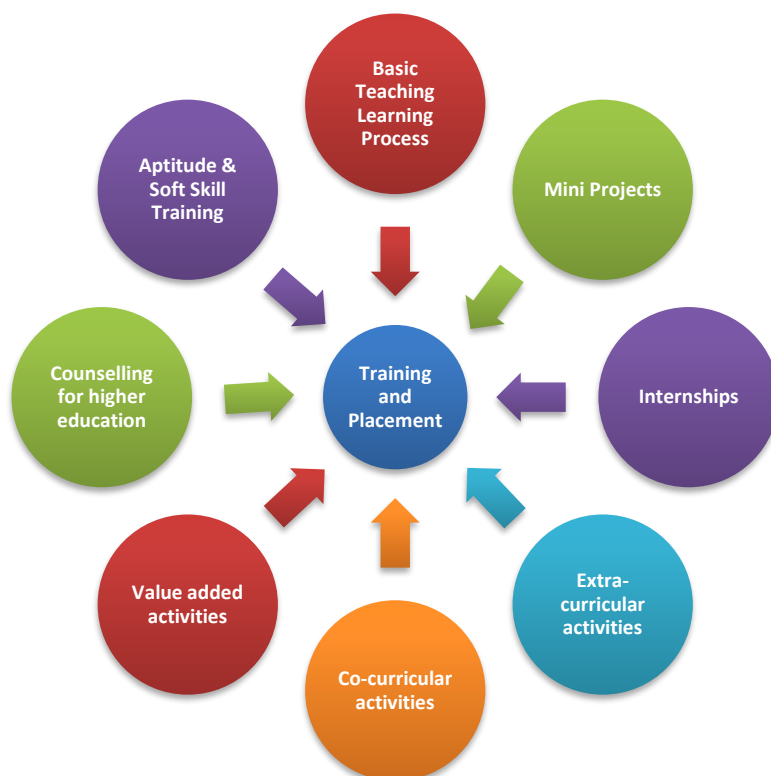 Basic
Teaching
Learning
Process
Mini Projects
Internships
Extra-
curricular
activities
Co-curricular
activities
Value added
activities
Counselling
for higher
education
Aptitude &
Soft Skill
Training
Training
and
Placement